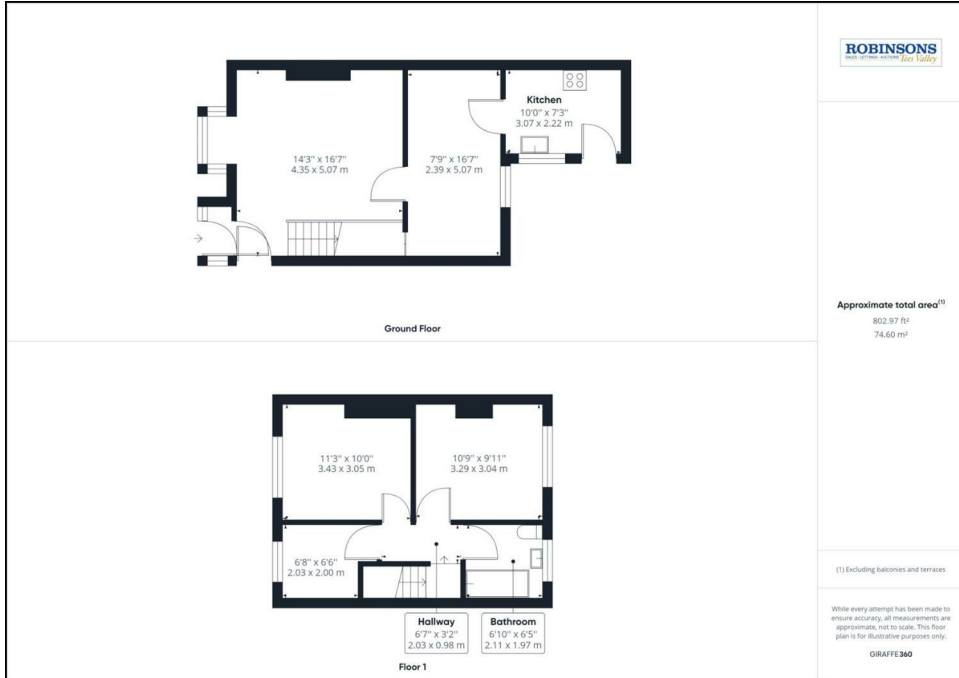 Kitchen
10'0" x 7'3"
3.07 x 2.22 m
14'3" x 16'7"
4.35 x 5.07 m
7'9" x 16'7"
2.39 x 5.07 m
Ground Floor
11'3" x 10'0"
3.43 x 3.05 m
10'9" x 9'11"
3.29 x 3.04 m
6'8" x 6'6"
2.03 x 2.00 m
Hallway
6'7" x 3'2"
2.03 x 0.98 m
Bathroom
6'10" x 6'5"
2.11 x 1.97 m
Floor 1
ROBINSONS
SALES · LETTINGS · AUCTIONS Tees Valley
Approximate total area(1)
802.97 ft²
74.60 m²
(1) Excluding balconies and terraces
While every attempt has been made to
ensure accuracy, all measurements are
approximate, not to scale. This floor
plan is for illustrative purposes only.
GIRAFFE360